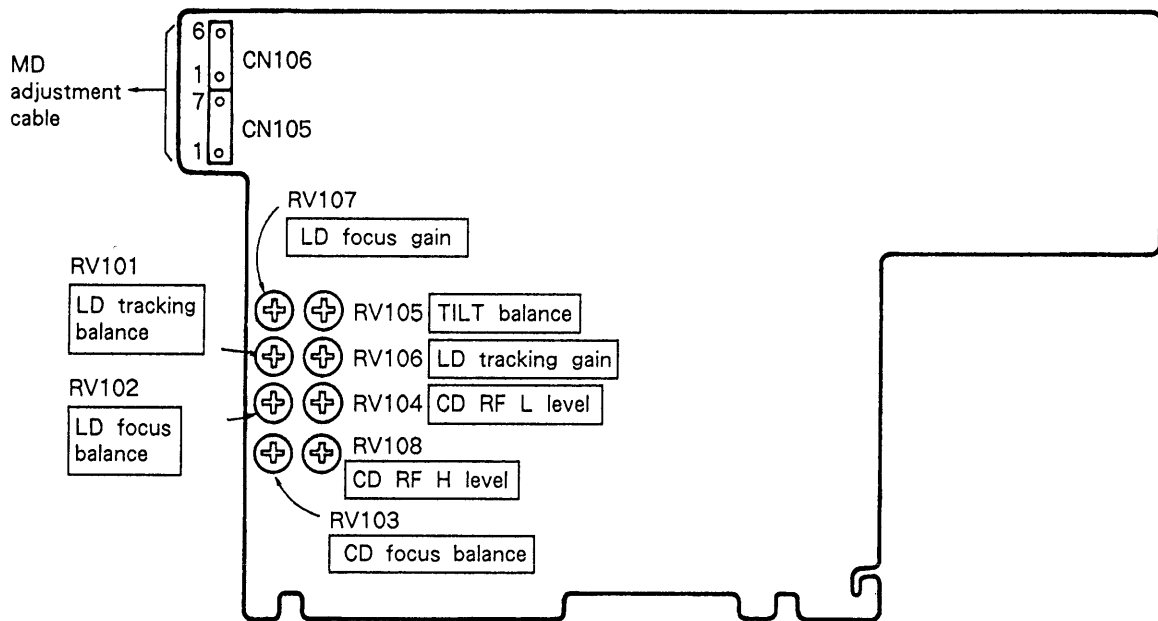 MD
adjustment
cable
6
1
CN106
7
1
CN105
RV107
LD focus gain
RV101
LD tracking
balance
RV105 TILT balance
RV106 LD tracking gain
RV102
LD focus
balance
RV104 CD RF L level
RV108
CD RF H level
RV103
CD focus balance